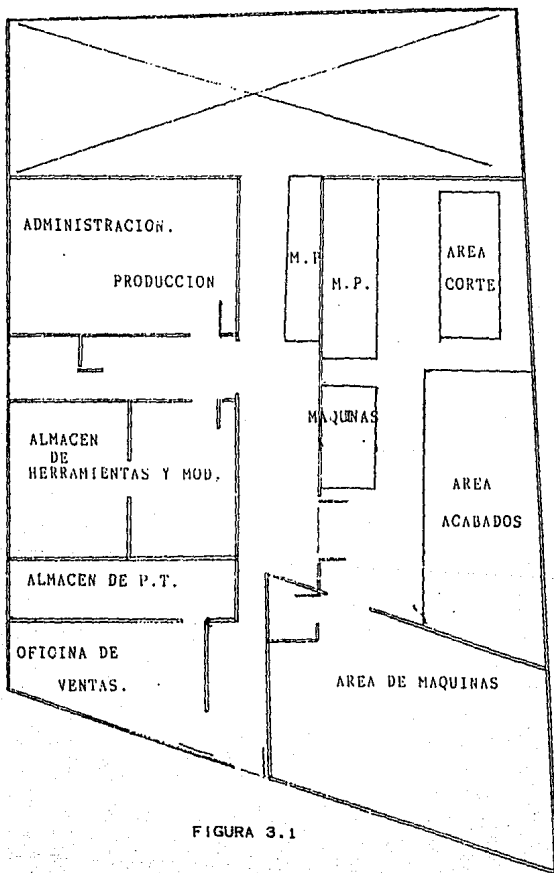 ADMINISTRACION.
PRODUCCION
M.P
M.P.
AREA
CORTE
ALMACEN
DE
HERRAMIENTAS Y MOD.
MAQUINAS
AREA
ACABADOS
ALMACEN DE P.T.
OFICINA DE
VENTAS.
AREA DE MAQUINAS
FIGURA 3.1